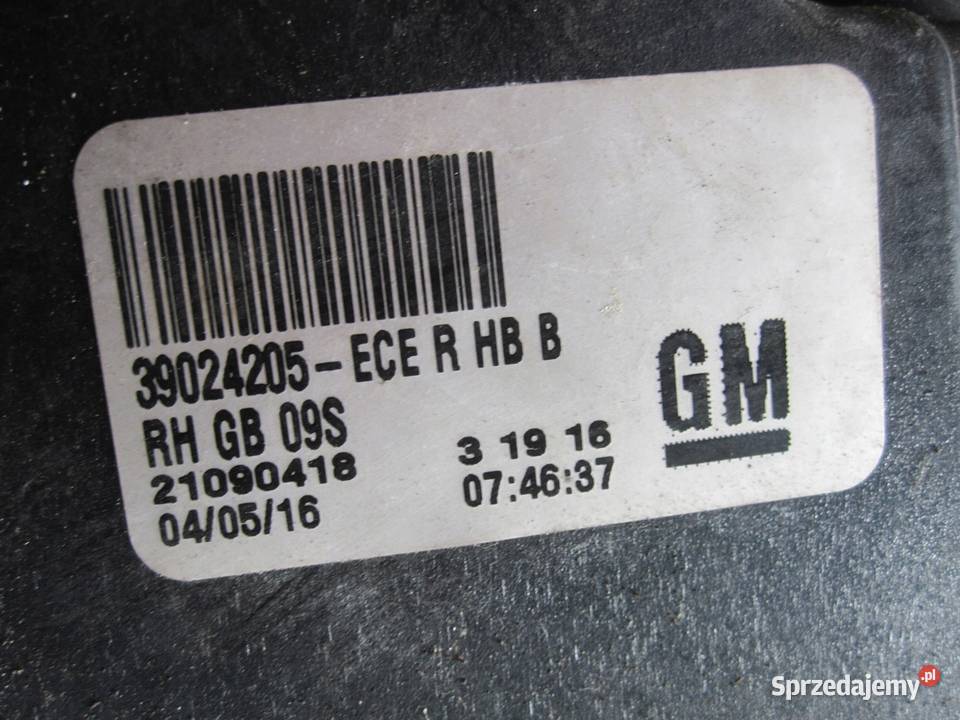 39024205-ECE R HB B
RH GB 09S
21090418
04/05/16
3 19 16
07:46:37
GM
Sprzedajemy.pl